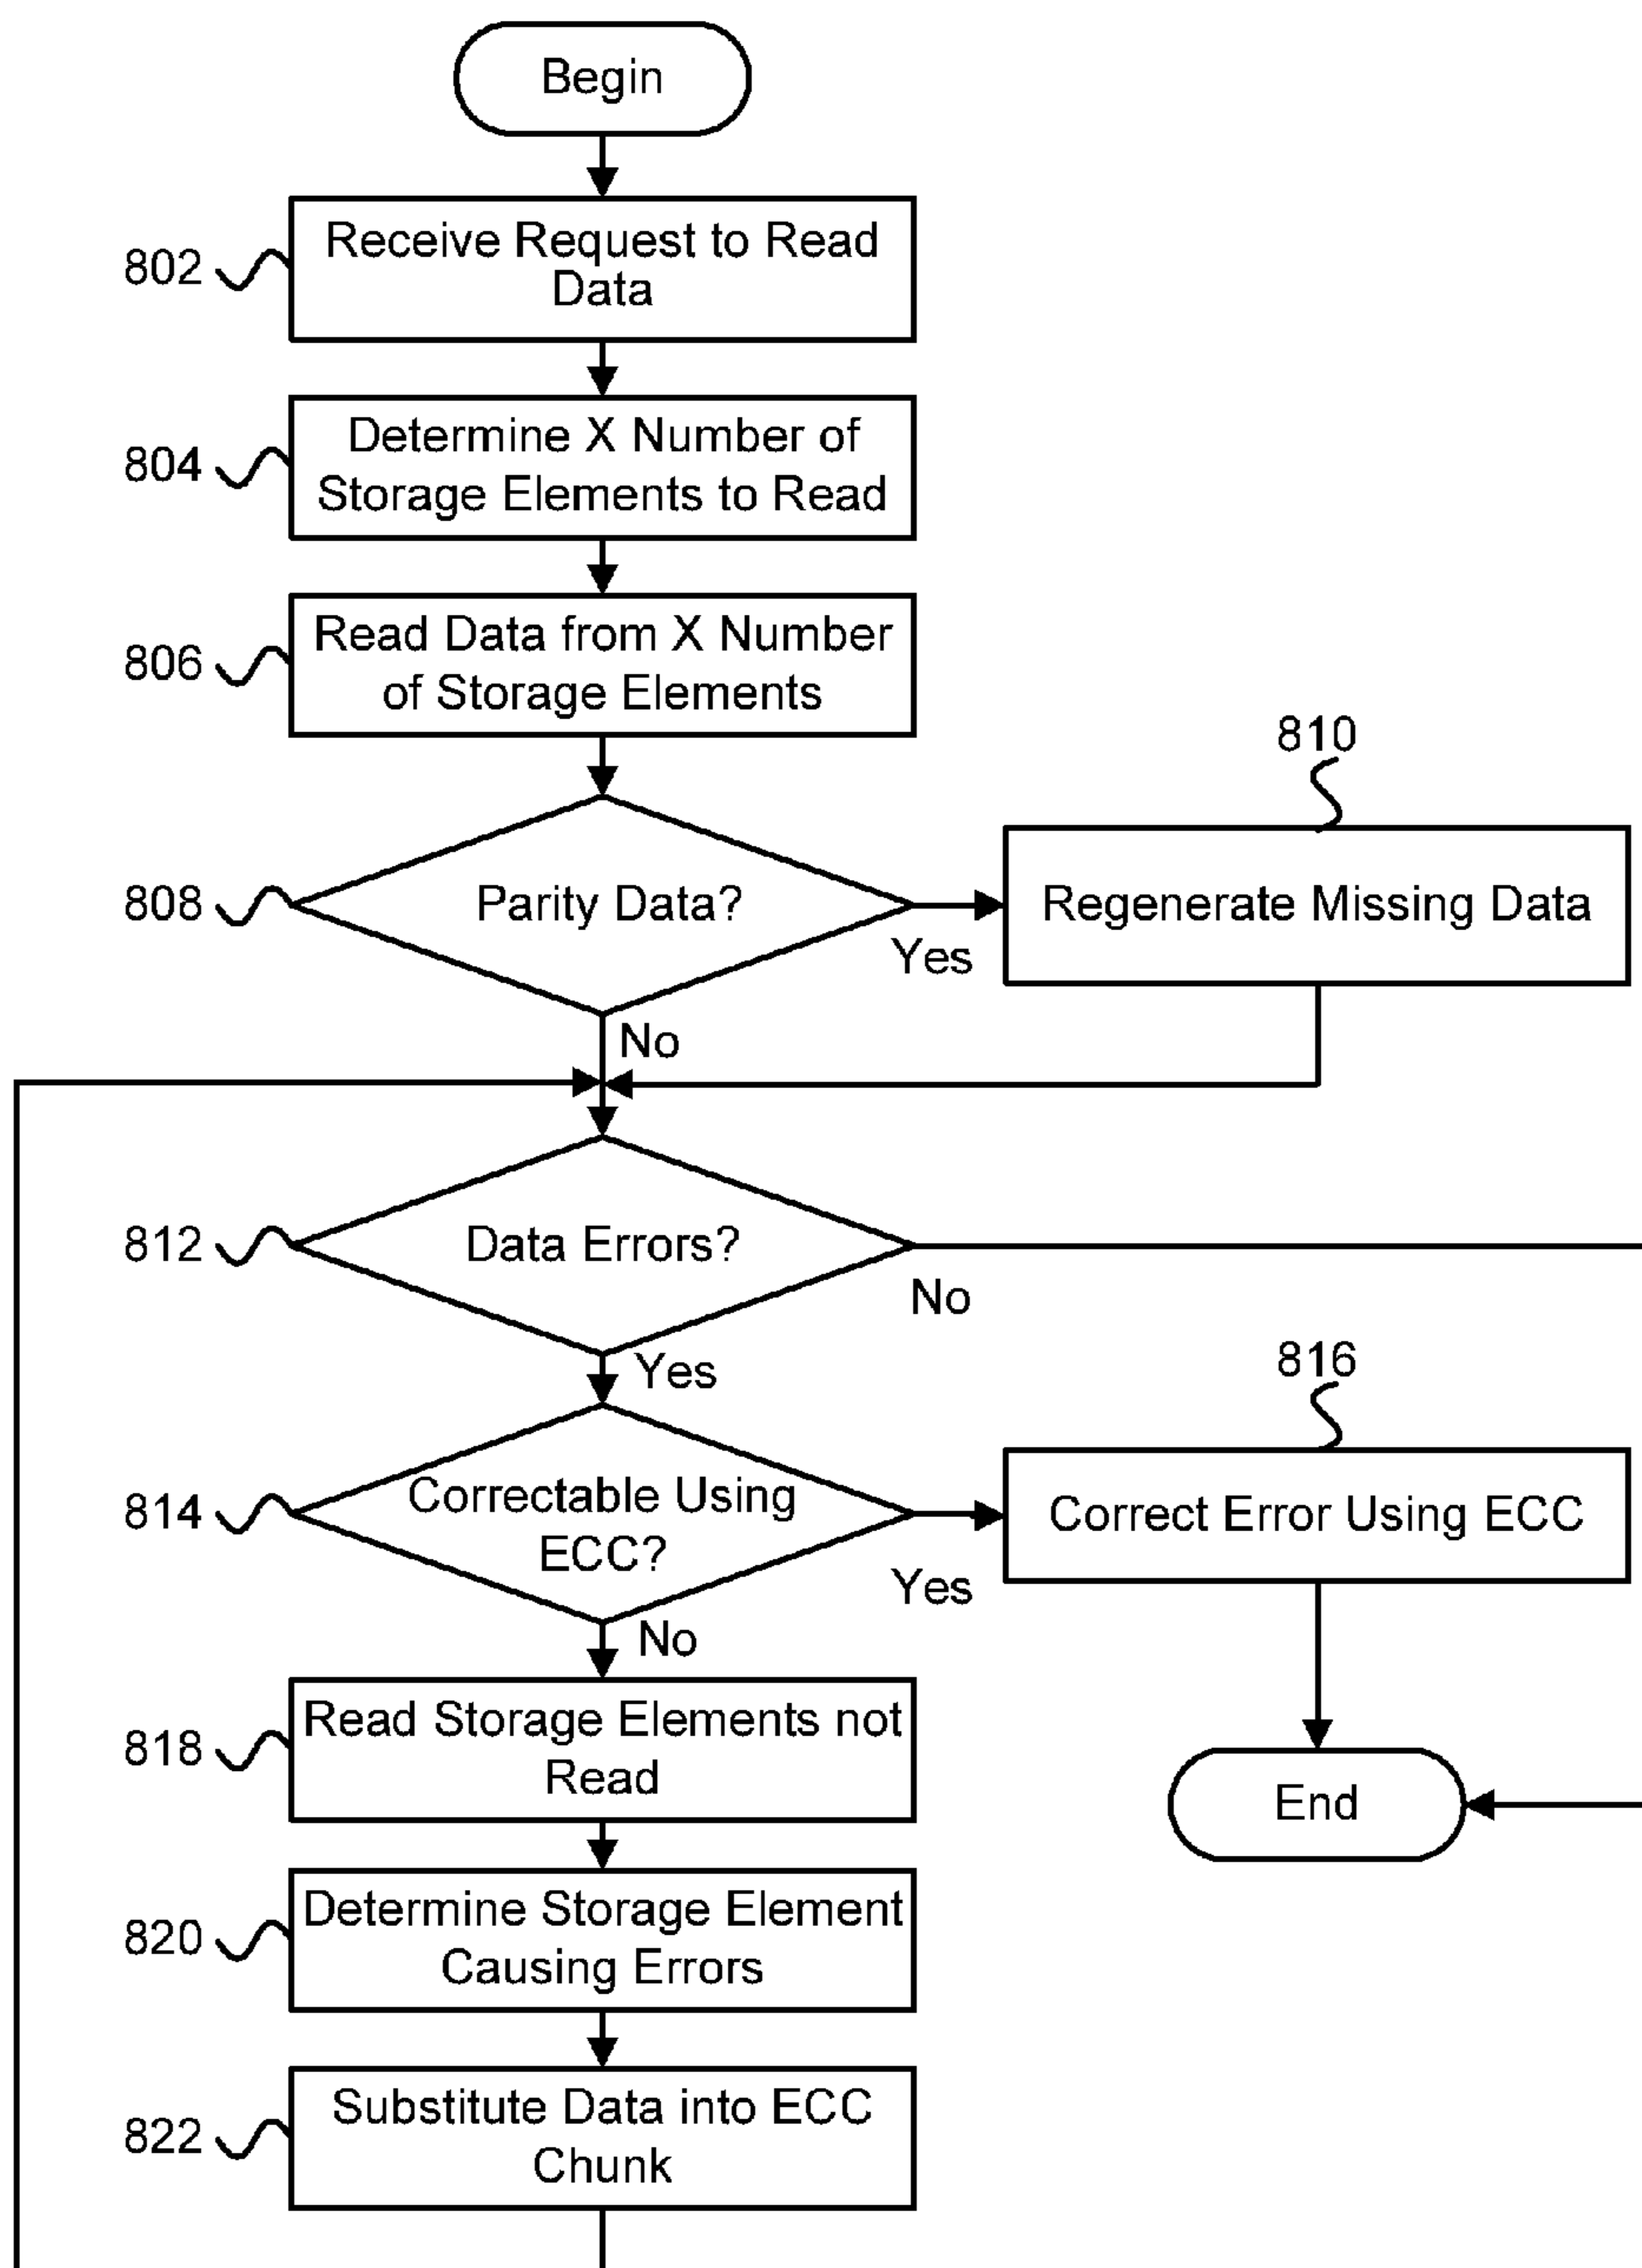 Begin
802
Receive Request to Read
Data
804
Determine X Number of
Storage Elements to Read
806
Read Data from X Number
of Storage Elements
810
808
Parity Data?
Yes
Regenerate Missing Data
No
812
Data Errors?
No
Yes
816
814
Correctable Using
ECC?
Yes
Correct Error Using ECC
No
818
Read Storage Elements not
Read
End
820
Determine Storage Element
Causing Errors
822
Substitute Data into ECC
Chunk